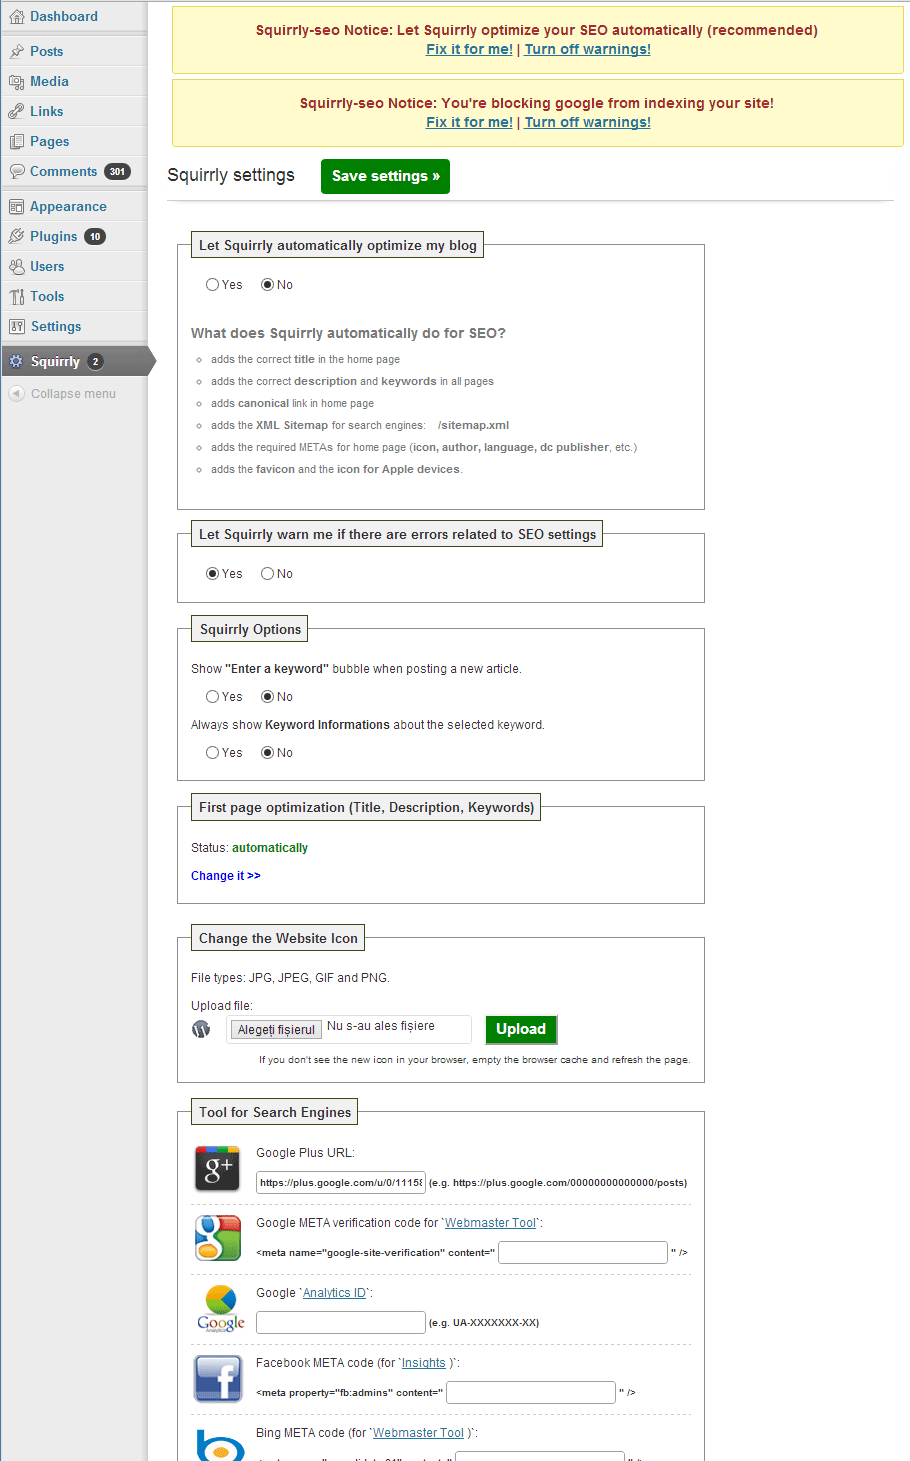 Dashboard
Posts
Media
Links
Pages
Comments 301
Appearance
Plugins 10
Users
Tools
Settings
Squirrly 2
Collapse menu
Squirrly-seo Notice: Let Squirrly optimize your SEO automatically (recommended)
Fix it for me! | Turn off warnings!
Squirrly-seo Notice: You're blocking google from indexing your site!
Fix it for me! | Turn off warnings!
Squirrly settings
Save settings »
Let Squirrly automatically optimize my blog
Yes No
What does Squirrly automatically do for SEO?
adds the correct title in the home page
adds the correct description and keywords in all pages
adds canonical link in home page
adds the XML Sitemap for search engines: /sitemap.xml
adds the required METAs for home page (icon, author, language, dc publisher, etc.)
adds the favicon and the icon for Apple devices.
Let Squirrly warn me if there are errors related to SEO settings
Yes No
Squirrly Options
Show "Enter a keyword" bubble when posting a new article.
Yes No
Always show Keyword Informations about the selected keyword.
Yes No
First page optimization (Title, Description, Keywords)
Status: automatically
Change it >>
Change the Website Icon
File types: JPG, JPEG, GIF and PNG.
Upload file:
Alegeți fișierul Nu s-au ales fișiere Upload
If you don't see the new icon in your browser, empty the browser cache and refresh the page.
Tool for Search Engines
g+
Google Plus URL:
https://plus.google.com/u/0/1115 (e.g. https://plus.google.com/00000000000000/posts)
Google META verification code for `Webmaster Tool`:
<meta name="google-site-verification" content=" " />
Google `Analytics ID`:
Google
Analytics
(e.g. UA-XXXXXXX-XX)
Facebook META code (for `Insights )`:
<meta property="fb:admins" content=" " />
Bing META code (for `Webmaster Tool )`: